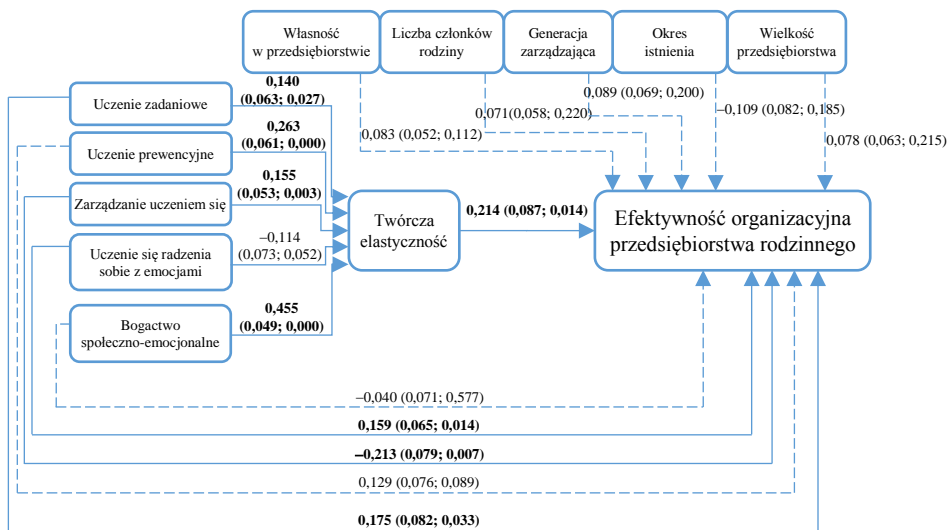 Własność
w przedsiębiorstwie
Liczba członków
rodziny
Generacja
zarządzająca
Okres
istnienia
Wielkość
przedsiębiorstwa
0,083 (0,052; 0,112)
0,071(0,058; 0,220)
0,089 (0,069; 0,200)
−0,109 (0,082; 0,185)
0,078 (0,063; 0,215)
Uczenie zadaniowe
0,140
(0,063; 0,027)
Uczenie prewencyjne
0,263
(0,061; 0,000)
Zarządzanie uczeniem się
0,155
(0,053; 0,003)
Uczenie się radzenia
sobie z emocjami
−0,114
(0,073; 0,052)
Bogactwo
społeczno-emocjonalne
0,455
(0,049; 0,000)
Twórcza
elastyczność
0,214 (0,087; 0,014)
Efektywność organizacyjna
przedsiębiorstwa rodzinnego
−0,040 (0,071; 0,577)
0,159 (0,065; 0,014)
−0,213 (0,079; 0,007)
0,129 (0,076; 0,089)
0,175 (0,082; 0,033)